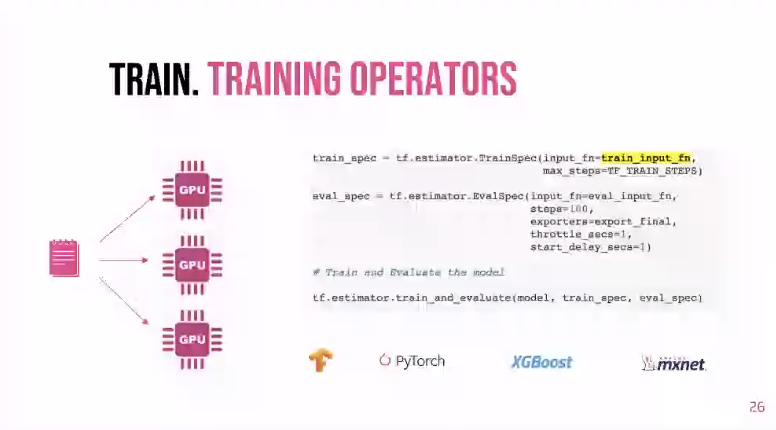 TRAIN. TRAINING OPERATORS
GPU
GPU
GPU
train_spec = tf.estimator.TrainSpec(input_fn=train_input_fn,
max_steps=TF_TRAIN_STEPS)
eval_spec = tf.estimator.EvalSpec(input_fn=eval_input_fn,
steps=100,
exporters=export_final,
throttle_secs=1,
start_delay_secs=1)
# Train and Evaluate the model
tf.estimator.train_and_evaluate(model, train_spec, eval_spec)
PyTorch
XGBoost
mxnet
26